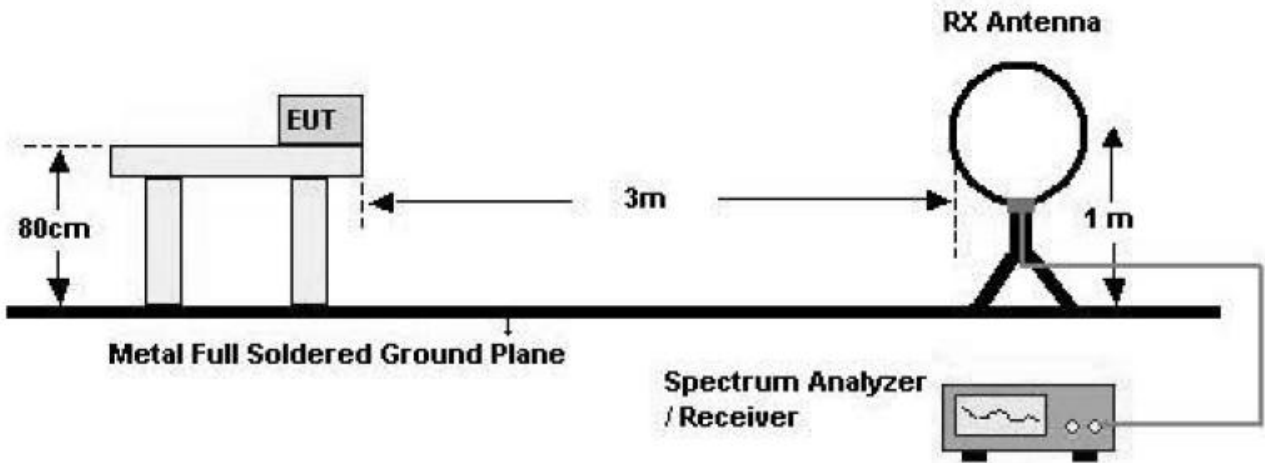 RX Antenna
EUT
3m
80cm
1 m
Metal Full Soldered Ground Plane
Spectrum Analyzer
/ Receiver